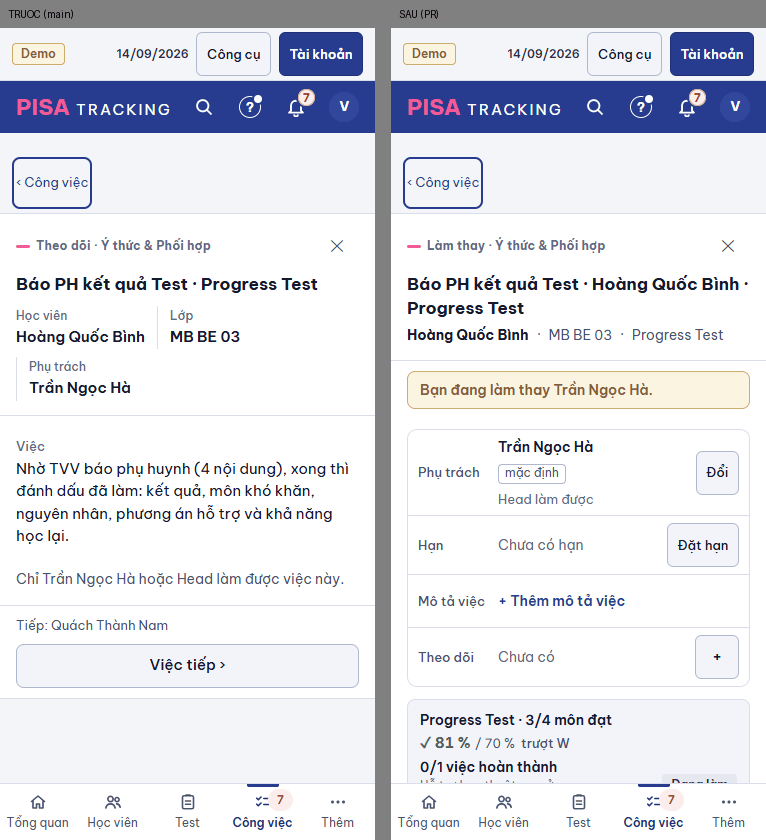 TRUOC (main)
Demo
14/09/2026
Công cụ
Tài khoản
PISA TRACKING
?
7
V
‹ Công việc
Theo dõi · Ý thức & Phối hợp
Báo PH kết quả Test · Progress Test
Học viên
Hoàng Quốc Bình
Lớp
MB BE 03
Phụ trách
Trần Ngọc Hà
Việc
Nhờ TVV báo phụ huynh (4 nội dung), xong thì
đánh dấu đã làm: kết quả, môn khó khăn,
nguyên nhân, phương án hỗ trợ và khả năng
học lại.
Chỉ Trần Ngọc Hà hoặc Head làm được việc này.
Tiếp: Quách Thành Nam
Việc tiếp ›
Tổng quan
Học viên
Test
7
Công việc
Thêm
SAU (PR)
Demo
14/09/2026
Công cụ
Tài khoản
PISA TRACKING
?
7
V
‹ Công việc
Làm thay · Ý thức & Phối hợp
Báo PH kết quả Test · Hoàng Quốc Bình ·
Progress Test
Hoàng Quốc Bình · MB BE 03 · Progress Test
Bạn đang làm thay Trần Ngọc Hà.
Phụ trách
Trần Ngọc Hà
mặc định
Head làm được
Đổi
Hạn
Chưa có hạn
Đặt hạn
Mô tả việc
+ Thêm mô tả việc
Theo dõi
Chưa có
+
Progress Test · 3/4 môn đạt
✓ 81 % / 70 % trượt W
0/1 việc hoàn thành
Tổng quan
Học viên
Test
7
Công việc
Thêm